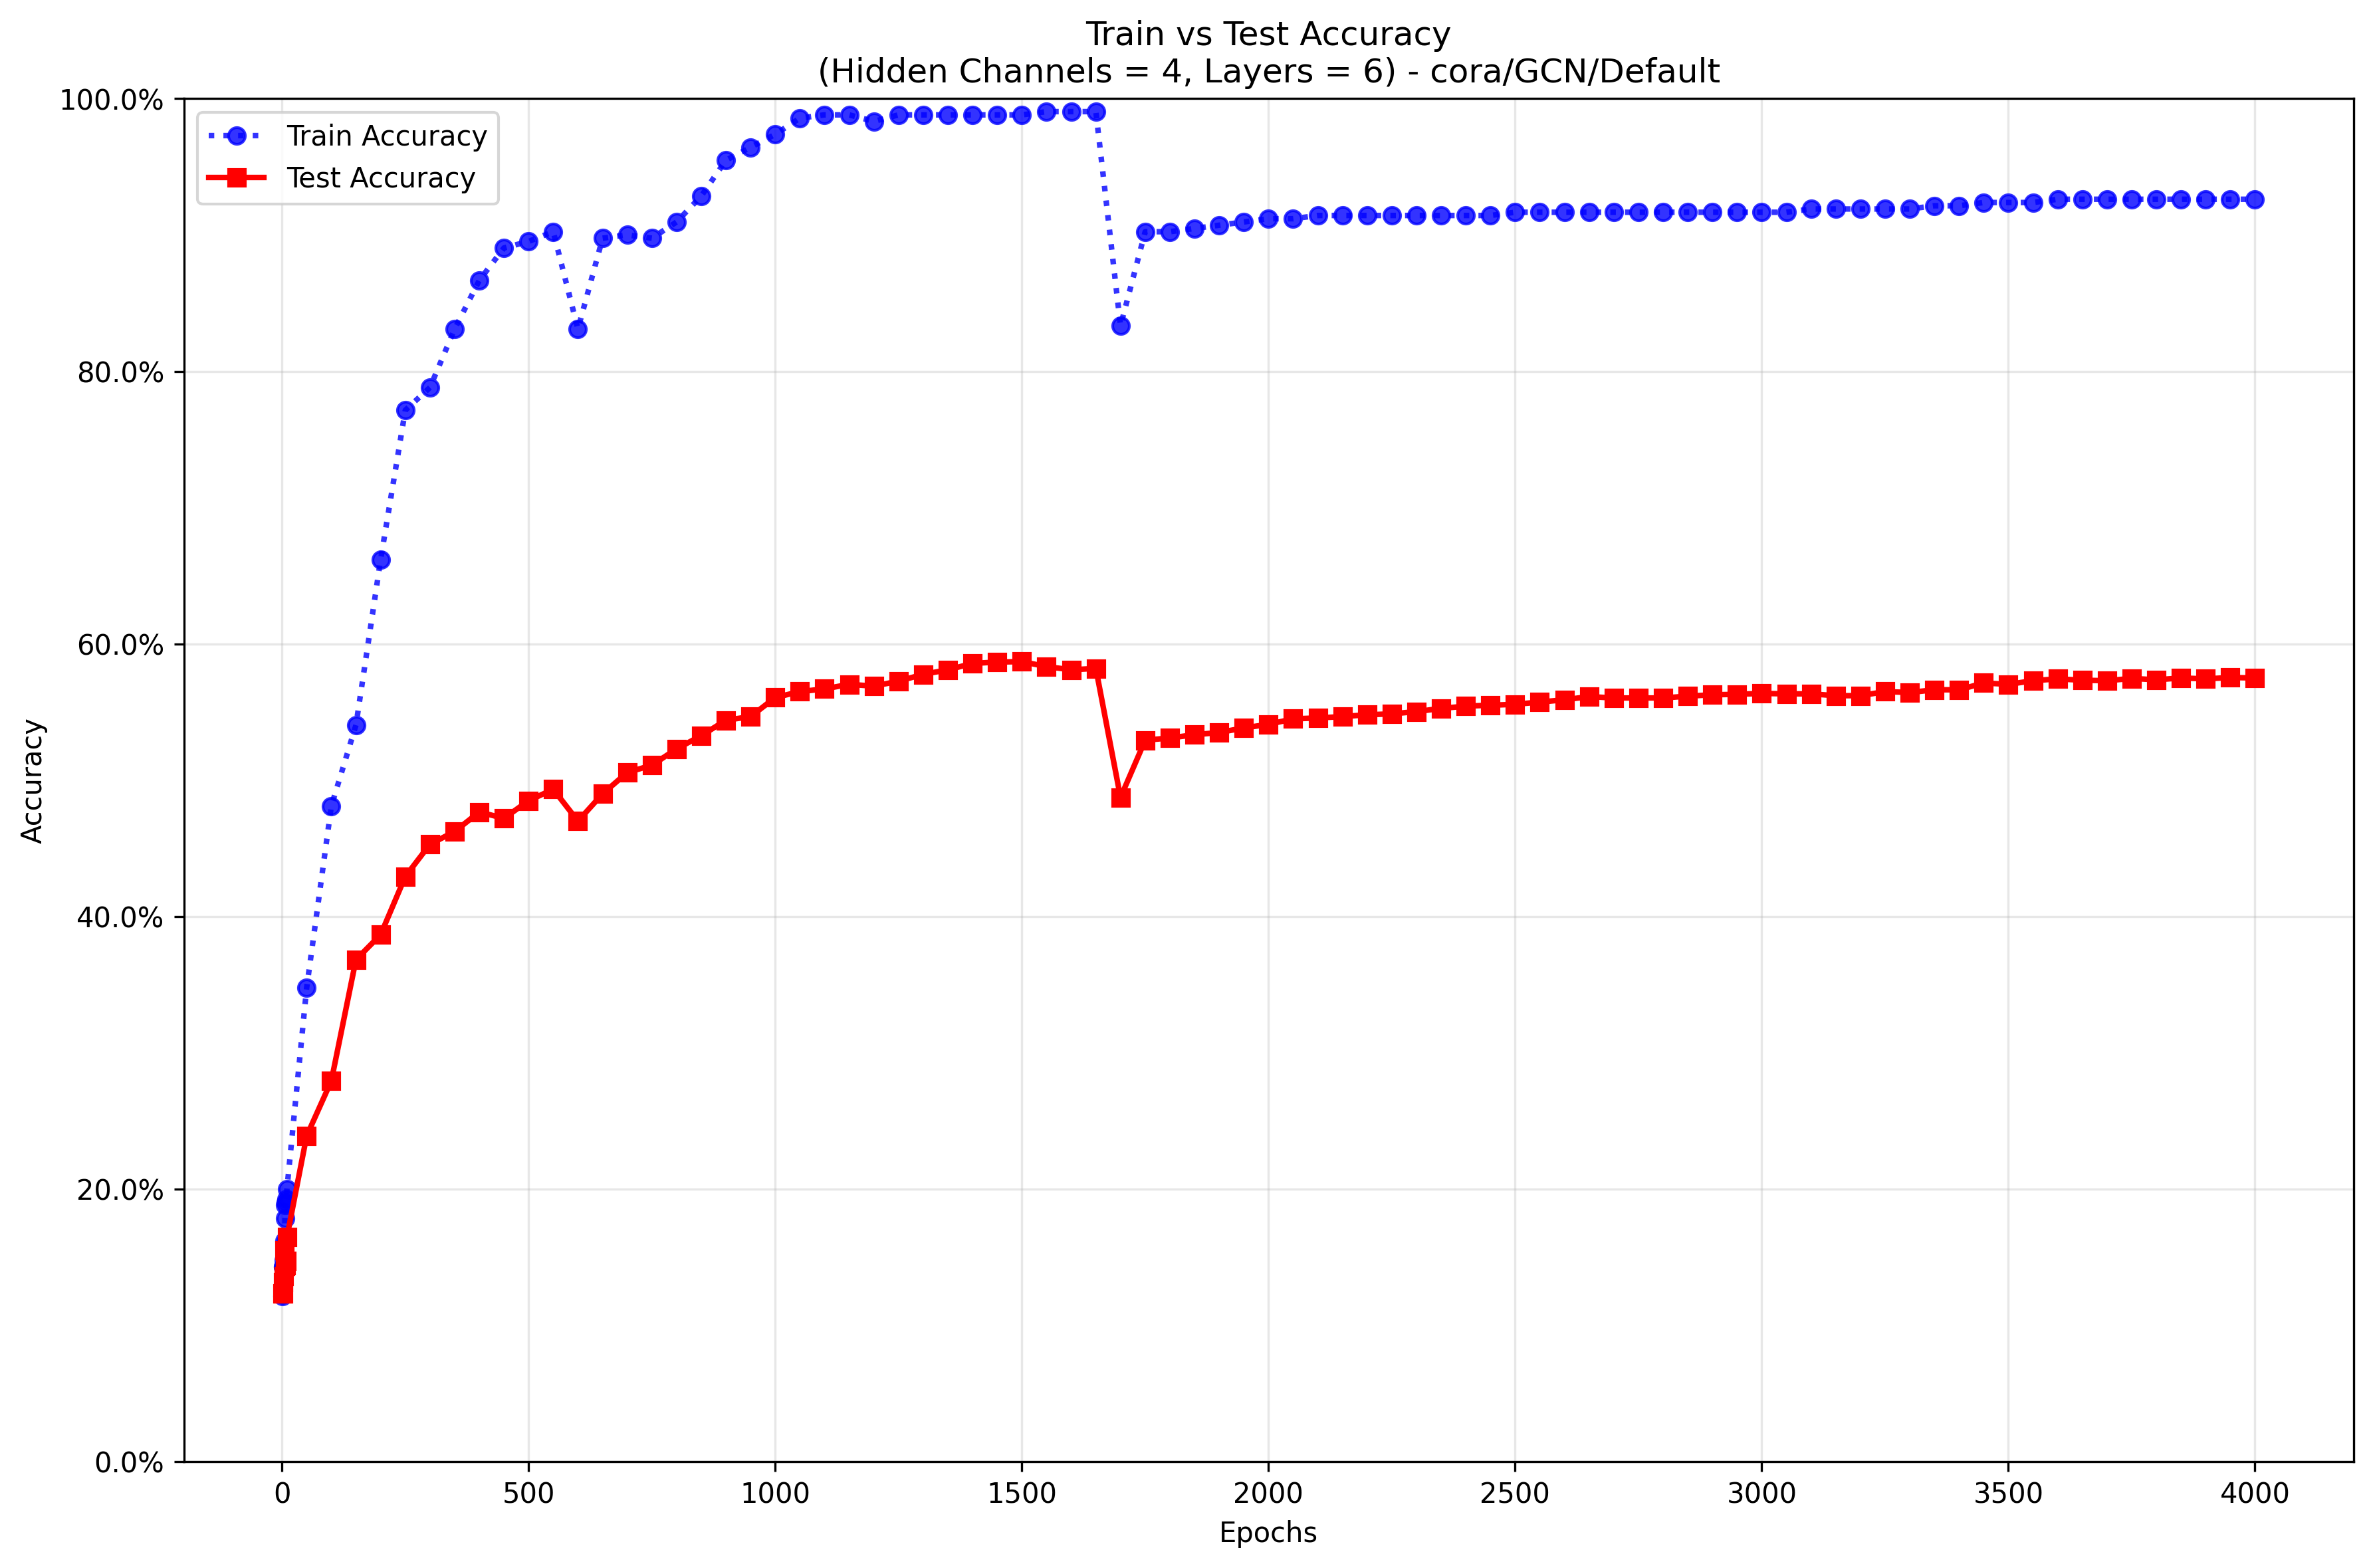 Train vs Test Accuracy
(Hidden Channels = 4, Layers = 6) - cora/GCN/Default
Train Accuracy
Test Accuracy
100.0%
80.0%
60.0%
40.0%
20.0%
0.0%
Accuracy
0 500 1000 1500 2000 2500 3000 3500 4000
Epochs